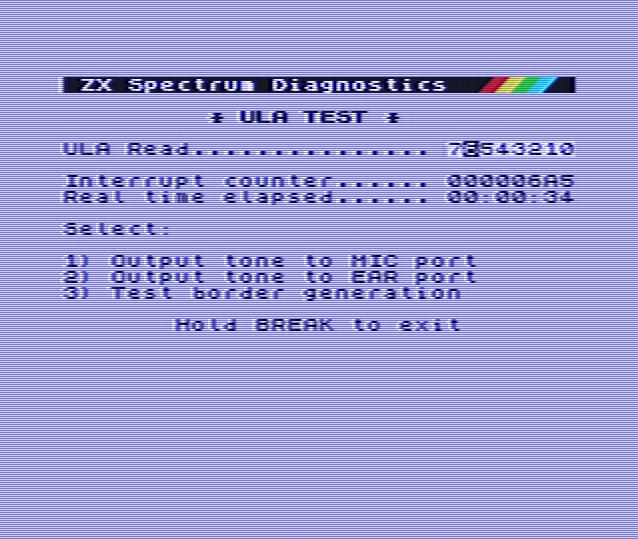 ZX Spectrum Diagnostics
* ULA TEST *
ULA Read............... 76543210
Interrupt counter...... 000006A5
Real time elapsed...... 00:00:34
Select:
1) Output tone to MIC port
2) Output tone to EAR port
3) Test border generation
Hold BREAK to exit